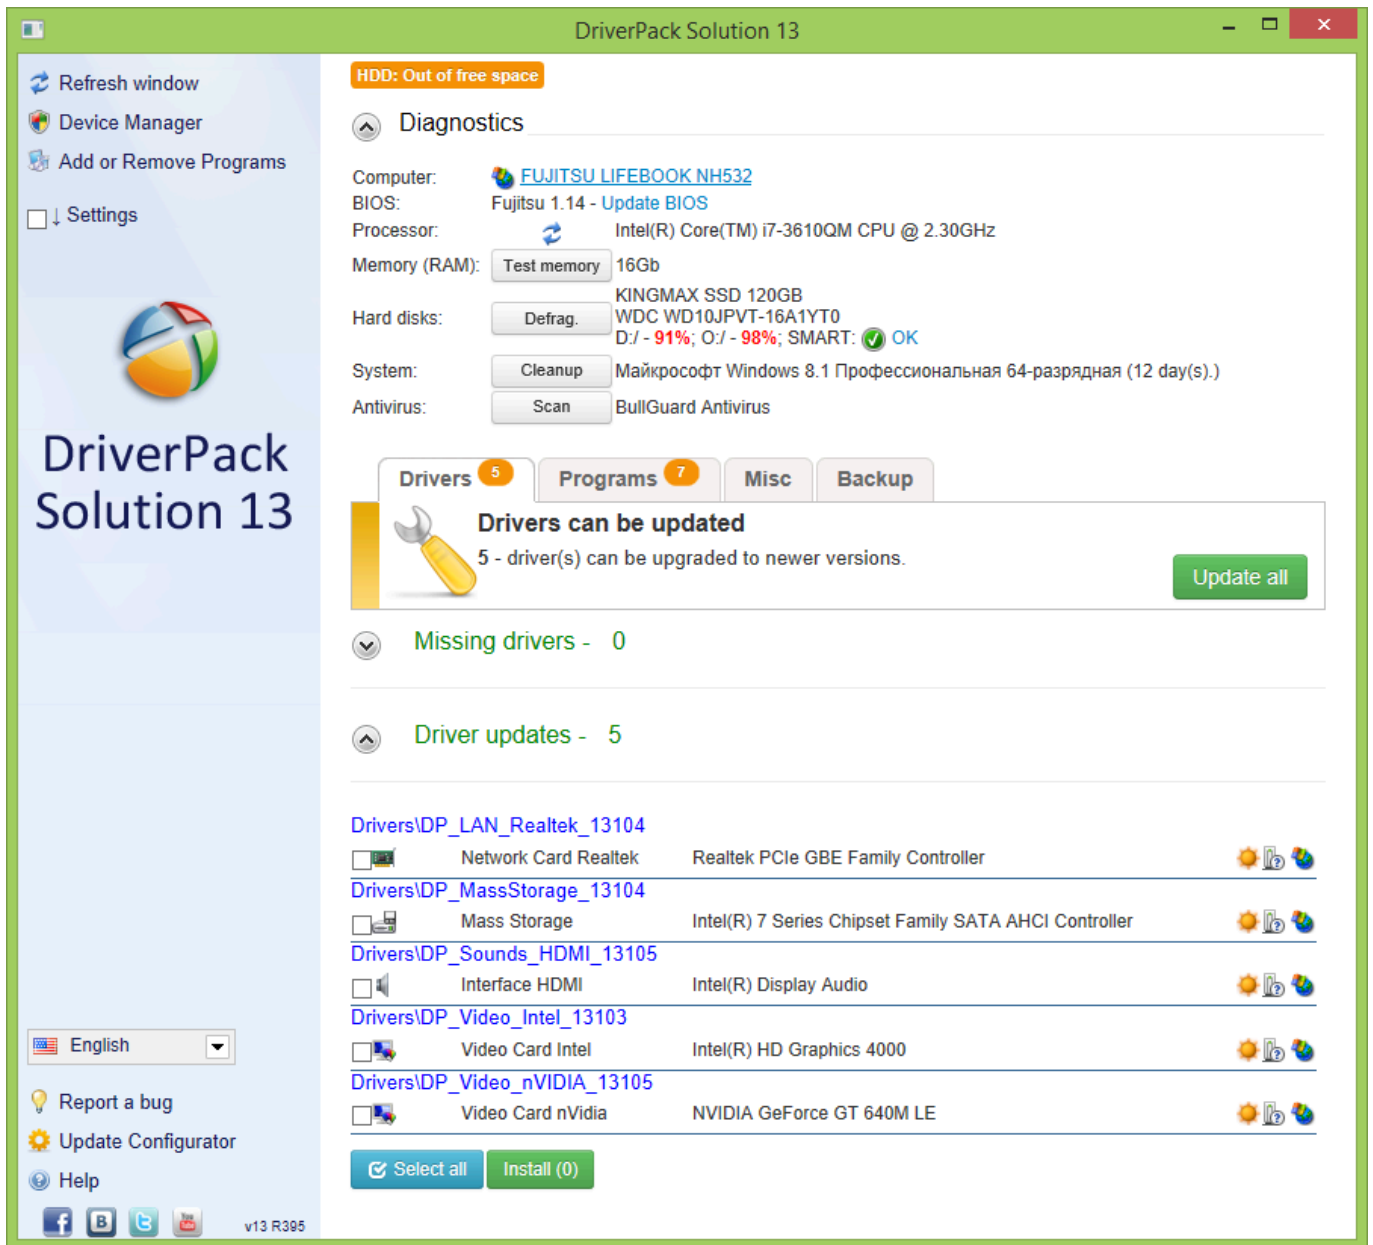 DriverPack Solution 13
Refresh window
Device Manager
Add or Remove Programs
↓ Settings
DriverPack
Solution 13
English
Report a bug
Update Configurator
Help
v13 R395
HDD: Out of free space
Diagnostics
Computer: FUJITSU LIFEBOOK NH532
BIOS: Fujitsu 1.14 - Update BIOS
Processor: Intel(R) Core(TM) i7-3610QM CPU @ 2.30GHz
Memory (RAM): Test memory 16Gb
KINGMAX SSD 120GB
Hard disks: Defrag. WDC WD10JPVT-16A1YT0
D:/ - 91%; O:/ - 98%; SMART: OK
System: Cleanup Майкрософт Windows 8.1 Профессиональная 64-разрядная (12 day(s).)
Antivirus: Scan BullGuard Antivirus
Drivers 5 Programs 7 Misc Backup
Drivers can be updated
5 - driver(s) can be upgraded to newer versions.
Update all
Missing drivers - 0
Driver updates - 5
Drivers\DP_LAN_Realtek_13104
Network Card Realtek Realtek PCIe GBE Family Controller
Drivers\DP_MassStorage_13104
Mass Storage Intel(R) 7 Series Chipset Family SATA AHCI Controller
Drivers\DP_Sounds_HDMI_13105
Interface HDMI Intel(R) Display Audio
Drivers\DP_Video_Intel_13103
Video Card Intel Intel(R) HD Graphics 4000
Drivers\DP_Video_nVIDIA_13105
Video Card nVidia NVIDIA GeForce GT 640M LE
Select all Install (0)